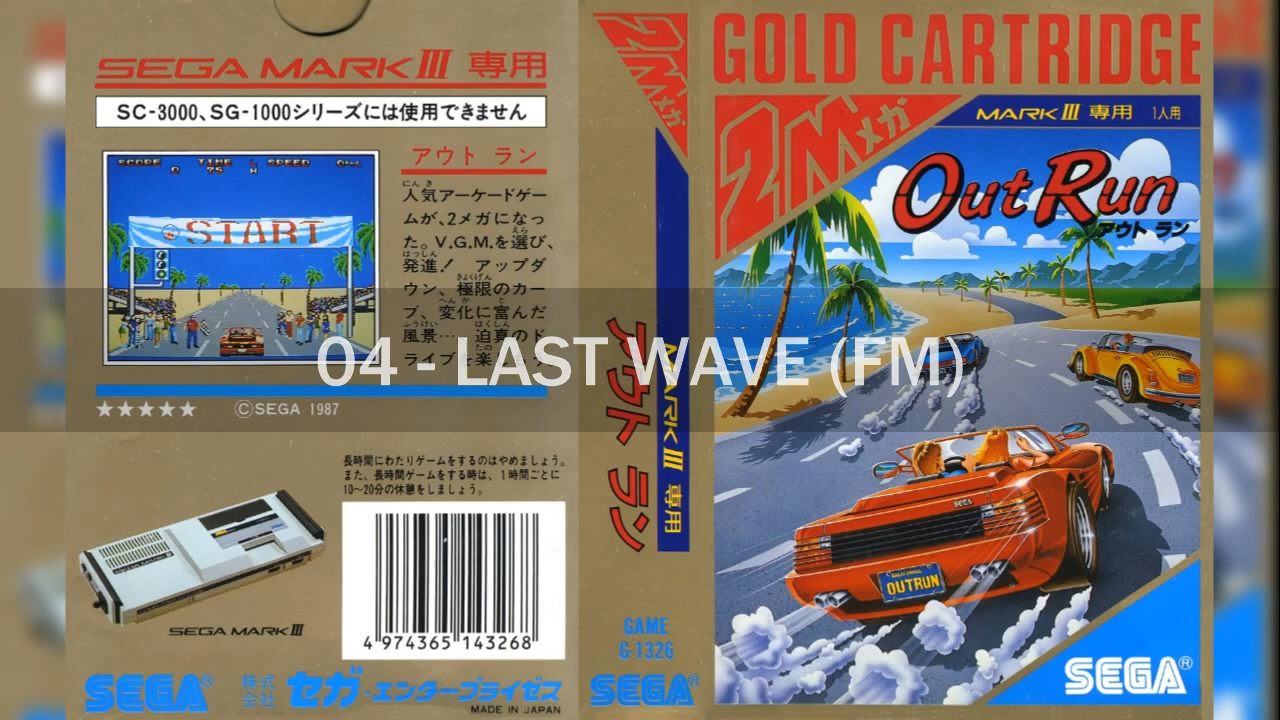 SEGA MARK III 専用
SC-3000、SG-1000シリーズには使用できません
SCORE TIME SPEED
0 75
START
アウト ラン
人気アーケードゲー
ムが、2メガになっ
た。V.G.M.を選び、
発進! アップダ
ウン、極限のカー
ブ、変化に富んだ
風景……迫真のド
ライブを楽
04 - LAST WAVE (FM)
★★★★★ ©SEGA 1987
長時間にわたりゲームをするのはやめましょう。
また、長時間ゲームをする時は、1時間ごとに
10〜20分の休憩をしましょう。
SEGA MARK III
4 974365 143268
SEGA® 株式会社 セガ・エンタープライゼス
MADE IN JAPAN
2Mメガ
アウト ラン
MARK III 専用
GAME
G-1326
SEGA®
GOLD CARTRIDGE
2Mメガ
MARK III 専用 1人用
OutRun
アウト ラン
SEGA
CALIFORNIA
OUTRUN
SEGA®